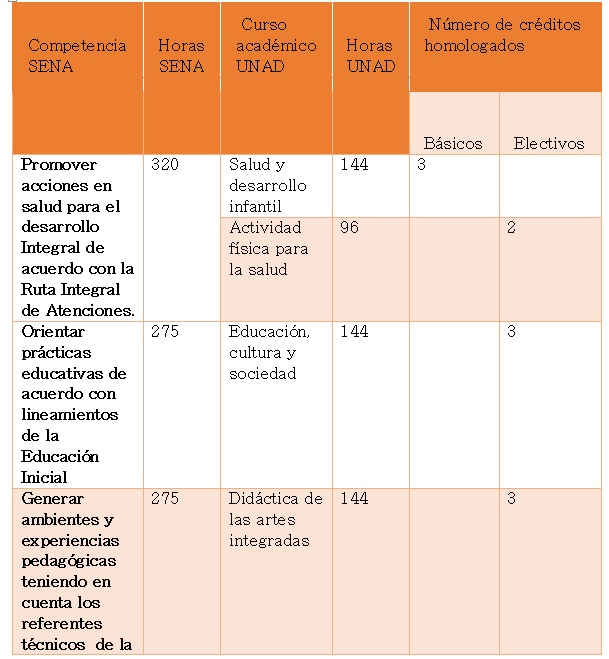 Competencia
SENA
Horas
SENA
Curso
académico
UNAD
Horas
UNAD
Número de créditos
homologados
Básicos
Electivos
Promover
acciones en
salud para el
desarrollo
Integral de
acuerdo con la
Ruta Integral
de Atenciones.
320
Salud y
desarrollo
infantil
144
3
Actividad
física para
la salud
96
2
Orientar
prácticas
educativas de
acuerdo con
lineamientos
de la
Educación
Inicial
275
Educación,
cultura y
sociedad
144
3
Generar
ambientes y
experiencias
pedagógicas
teniendo en
cuenta los
referentes
técnicos de la
275
Didáctica de
las artes
integradas
144
3